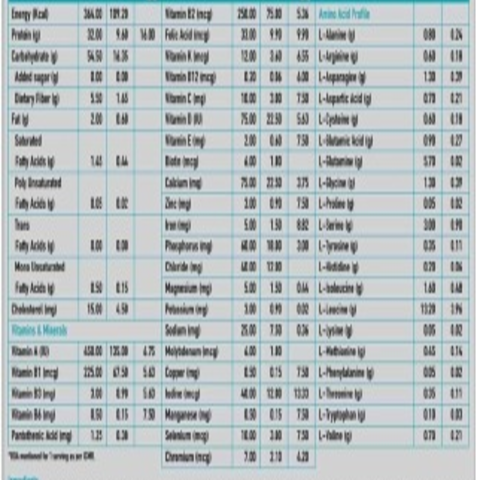 Energy (Kcal) 364.00 109.20
Protein (g) 32.00 9.60 16.00
Carbohydrate (g) 54.50 16.35
Added sugar (g) 0.00 0.00
Dietary Fiber (g) 5.50 1.65
Fat (g) 2.00 0.60
Saturated
Fatty Acids (g) 1.45 0.44
Poly Unsaturated
Fatty Acids (g) 0.05 0.02
Trans
Fatty Acids (g) 0.00 0.00
Mono Unsaturated
Fatty Acids (g) 0.50 0.15
Cholesterol (mg) 15.00 4.50
Vitamins & Minerals
Vitamin A (IU) 450.00 135.00 6.75
Vitamin B1 (mcg) 225.00 67.50 5.63
Vitamin B3 (mg) 3.00 0.90 5.63
Vitamin B6 (mg) 0.50 0.15 7.50
Pantothenic Acid (mg) 1.25 0.38
Vitamin B2 (mcg) 250.00 75.00 5.36
Folic Acid (mcg) 33.00 9.90 9.90
Vitamin K (mcg) 12.00 3.60 6.55
Vitamin B12 (mcg) 0.20 0.06 6.00
Vitamin C (mg) 10.00 3.00 7.50
Vitamin D (IU) 75.00 22.50 5.63
Vitamin E (mg) 2.00 0.60 7.50
Biotin (mcg) 6.00 1.80
Calcium (mg) 75.00 22.50 3.75
Zinc (mg) 3.00 0.90 7.50
Iron (mg) 5.00 1.50 8.82
Phosphorus (mg) 60.00 18.00 3.00
Chloride (mg) 40.00 12.00
Magnesium (mg) 5.00 1.50 0.44
Potassium (mg) 3.00 0.90 0.02
Sodium (mg) 25.00 7.50 0.36
Molybdenum (mcg) 6.00 1.80
Copper (mg) 0.50 0.15 7.50
Iodine (mcg) 40.00 12.00
Manganese (mg) 0.50 0.15 7.50
Selenium (mcg) 10.00 3.00 7.50
Chromium (mcg) 7.00 2.10 4.20
Amino Acid Profile
L-Alanine (g) 0.80 0.24
L-Arginine (g) 0.60 0.18
L-Asparagine (g) 1.30 0.39
L-Aspartic Acid (g) 0.70 0.21
L-Cysteine (g) 0.60 0.18
L-Glutamic Acid (g) 0.90 0.27
L-Glutamine (g) 5.70 0.02
L-Glycine (g) 1.30 0.39
L-Proline (g) 0.05 0.02
L-Serine (g) 3.00 0.90
L-Tyrosine (g) 0.35 0.11
L-Histidine (g) 0.20 0.06
L-Isoleucine (g) 1.60 0.48
L-Leucine (g) 13.20 3.96
L-Lysine (g) 0.05 0.02
L-Methionine (g) 0.45 0.14
L-Phenylalanine (g) 0.05 0.02
L-Threonine (g) 0.35 0.11
L-Tryptophan (g) 0.10 0.03
L-Valine (g) 0.70 0.21